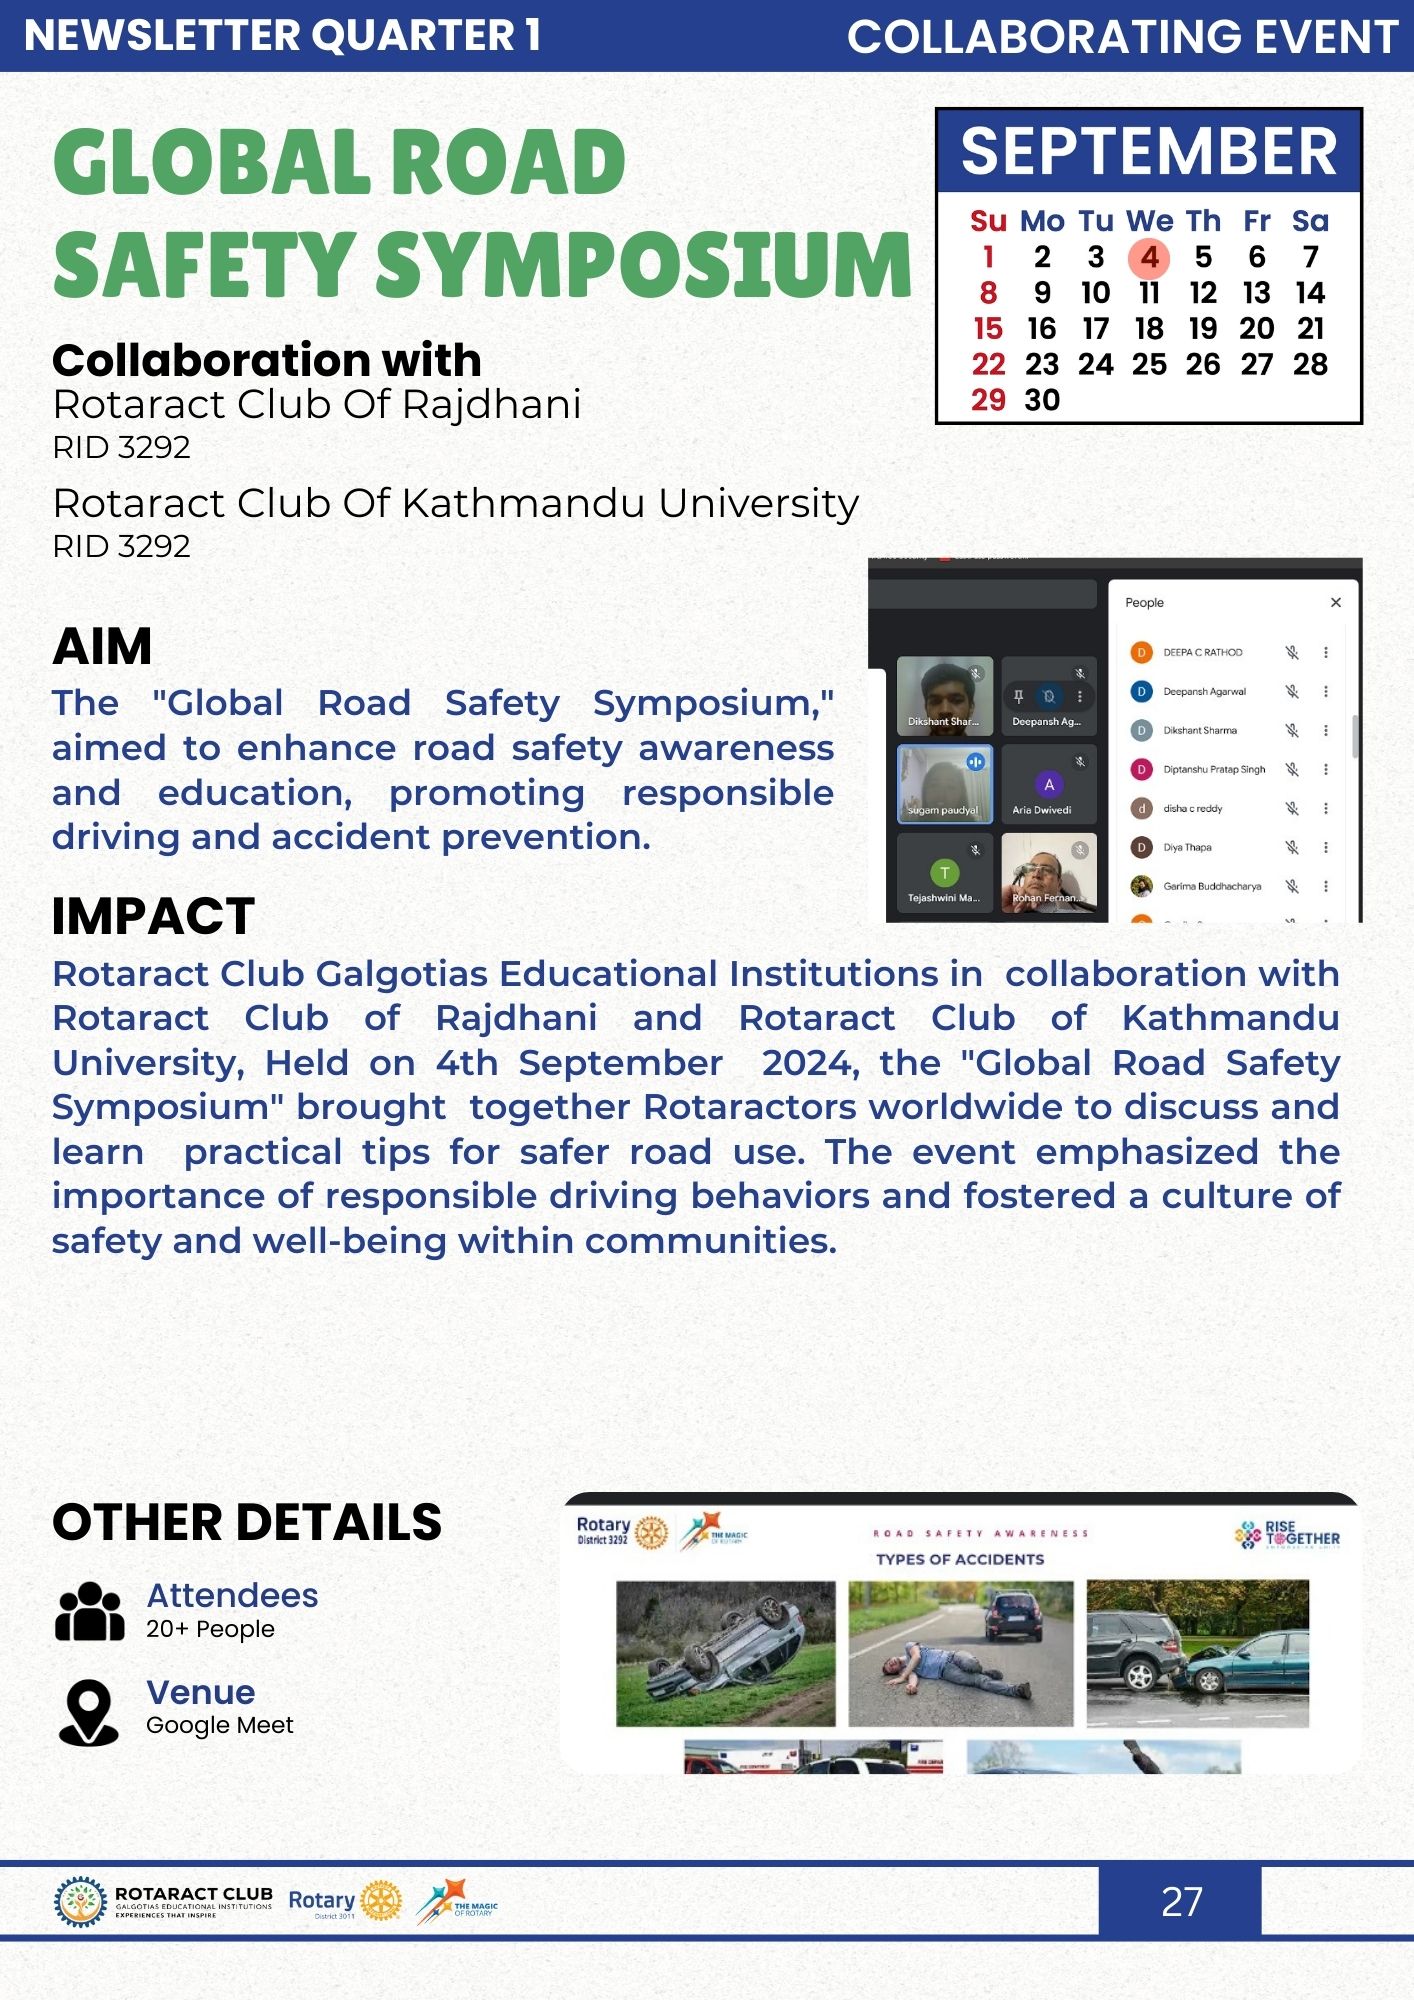 NEWSLETTER QUARTER 1
COLLABORATING EVENT
GLOBAL ROAD
SAFETY SYMPOSIUM
SEPTEMBER
Su Mo Tu We Th Fr Sa
1 2 3 4 5 6 7
8 9 10 11 12 13 14
15 16 17 18 19 20 21
22 23 24 25 26 27 28
29 30
Collaboration with
Rotaract Club Of Rajdhani
RID 3292
Rotaract Club Of Kathmandu University
RID 3292
AIM
The "Global Road Safety Symposium,"
aimed to enhance road safety awareness
and education, promoting responsible
driving and accident prevention.
Dikshant Shar...
Deepansh Ag...
sugam paudyal
A
Aria Dwivedi
T
Tejashwini Ma...
Rohan Fernan...
People
D DEEPA C RATHOD
D Deepansh Agarwal
D Dikshant Sharma
D Diptanshu Pratap Singh
d disha c reddy
D Diya Thapa
Garima Buddhacharya
IMPACT
Rotaract Club Galgotias Educational Institutions in collaboration with
Rotaract Club of Rajdhani and Rotaract Club of Kathmandu
University, Held on 4th September 2024, the "Global Road Safety
Symposium" brought together Rotaractors worldwide to discuss and
learn practical tips for safer road use. The event emphasized the
importance of responsible driving behaviors and fostered a culture of
safety and well-being within communities.
OTHER DETAILS
Attendees
20+ People
Venue
Google Meet
Rotary
District 3292
THE MAGIC
OF ROTARY
ROAD SAFETY AWARENESS
TYPES OF ACCIDENTS
RISE
TOGETHER
ROTARACT CLUB
GALGOTIAS EDUCATIONAL INSTITUTIONS
EXPERIENCES THAT INSPIRE
Rotary
District 3011
THE MAGIC
OF ROTARY
27